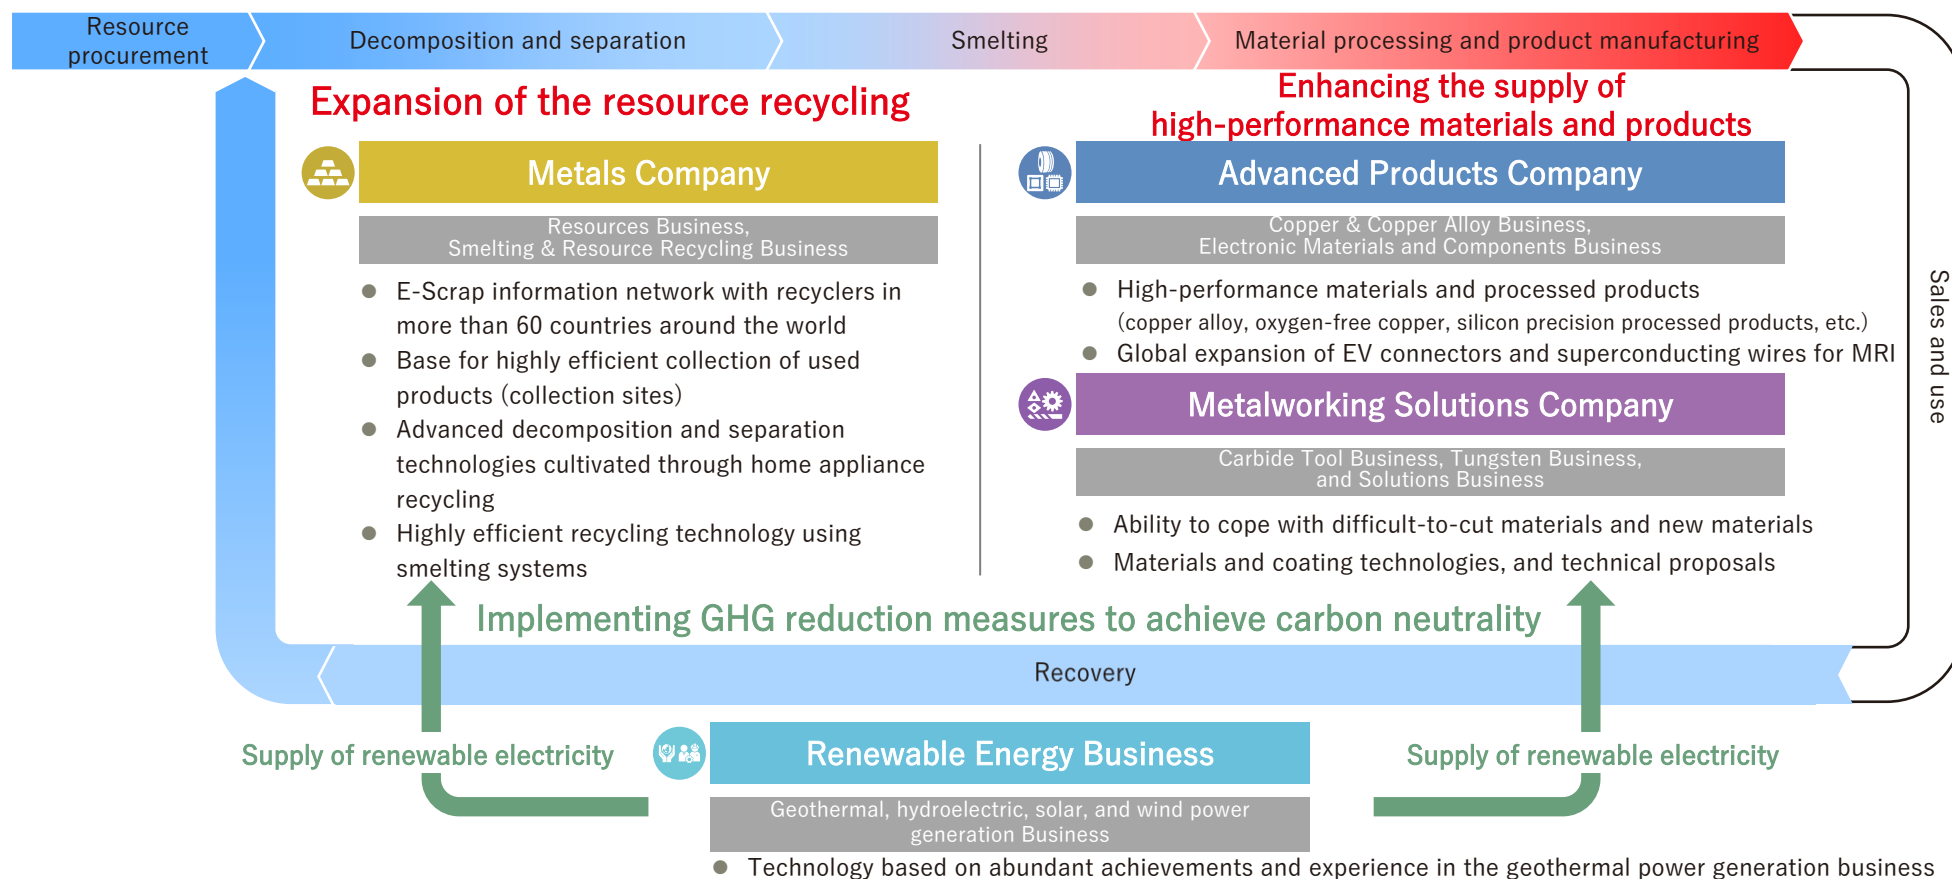 Resource
procurement
Decomposition and separation
Smelting
Material processing and product manufacturing
Expansion of the resource recycling
Metals Company
Resources Business,
Smelting & Resource Recycling Business
● E-Scrap information network with recyclers in
more than 60 countries around the world
● Base for highly efficient collection of used
products (collection sites)
● Advanced decomposition and separation
technologies cultivated through home appliance
recycling
● Highly efficient recycling technology using
smelting systems
Enhancing the supply of
high-performance materials and products
Advanced Products Company
Copper & Copper Alloy Business,
Electronic Materials and Components Business
● High-performance materials and processed products
(copper alloy, oxygen-free copper, silicon precision processed products, etc.)
● Global expansion of EV connectors and superconducting wires for MRI
Metalworking Solutions Company
Carbide Tool Business, Tungsten Business,
and Solutions Business
● Ability to cope with difficult-to-cut materials and new materials
● Materials and coating technologies, and technical proposals
Sales and use
Implementing GHG reduction measures to achieve carbon neutrality
Recovery
Supply of renewable electricity
Renewable Energy Business
Supply of renewable electricity
Geothermal, hydroelectric, solar, and wind power
generation Business
● Technology based on abundant achievements and experience in the geothermal power generation business